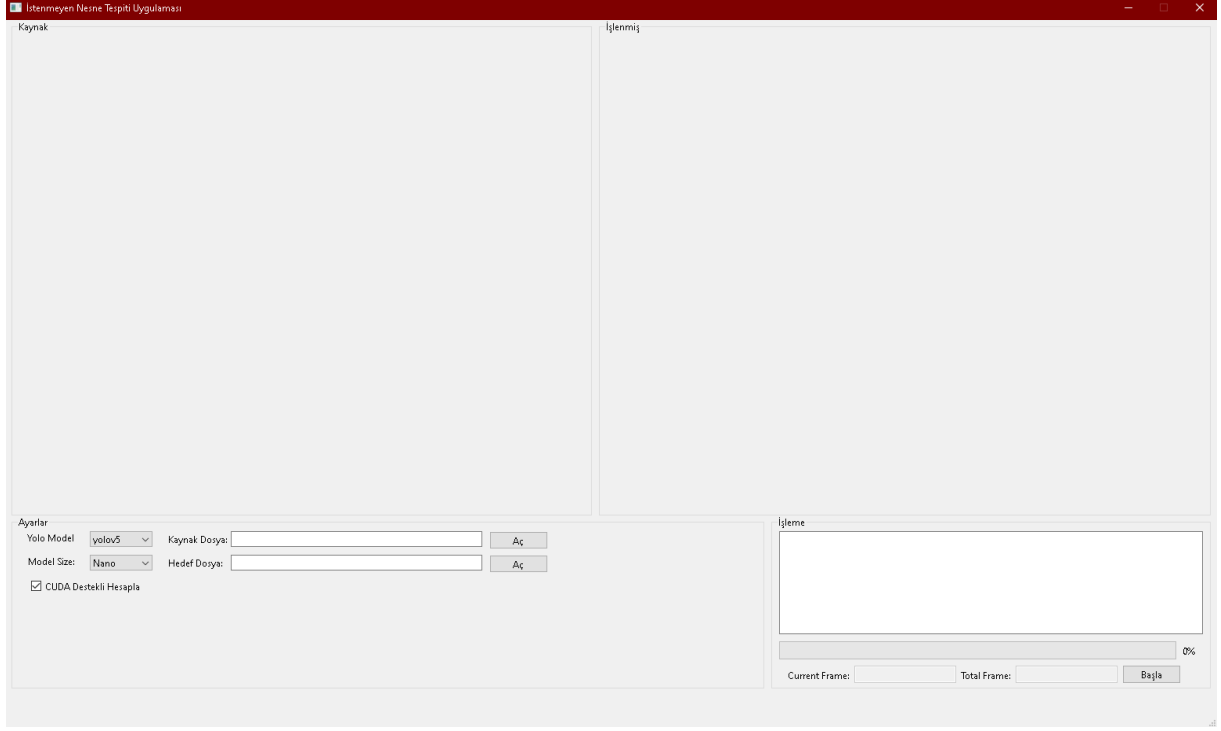 İstenmeyen Nesne Tespiti Uygulaması
Kaynak
İşlenmiş
Ayarlar
Yolo Model yolov5 Kaynak Dosya: Aç
Model Size: Nano Hedef Dosya: Aç
CUDA Destekli Hesapla
İşleme
0%
Current Frame: Total Frame: Başla